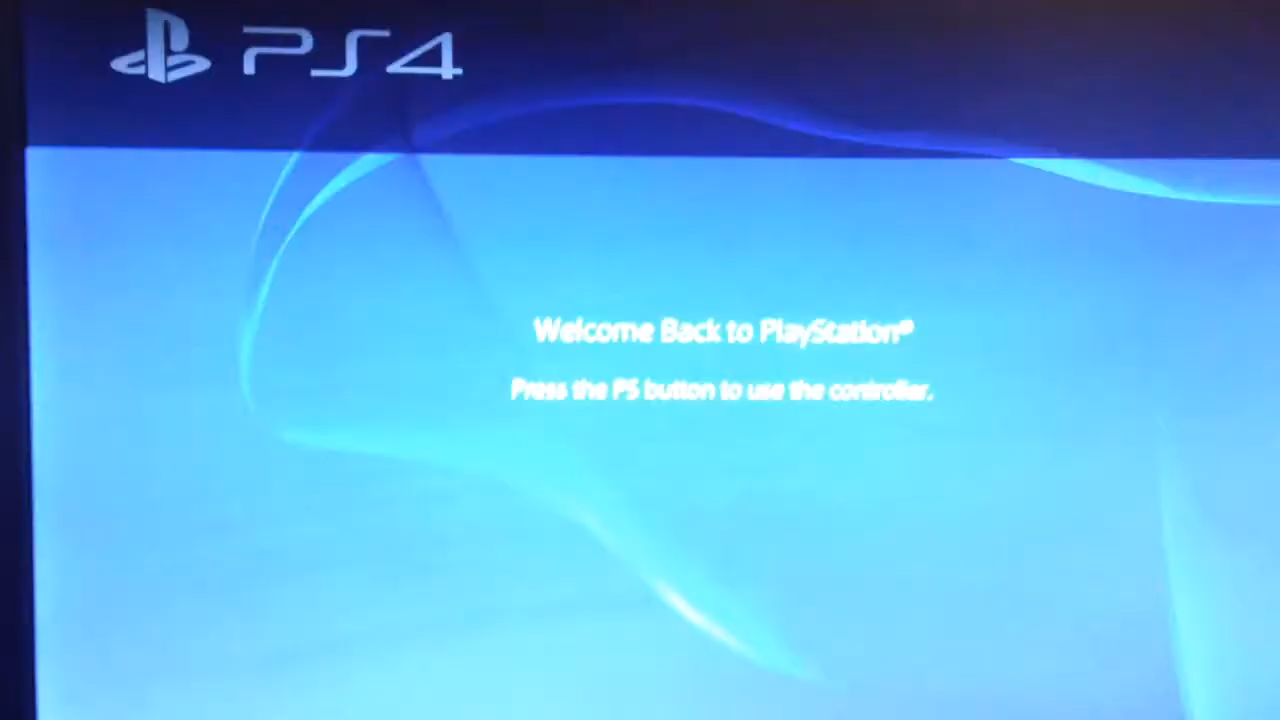 PS4
Welcome Back to PlayStation®
Press the PS button to use the controller.